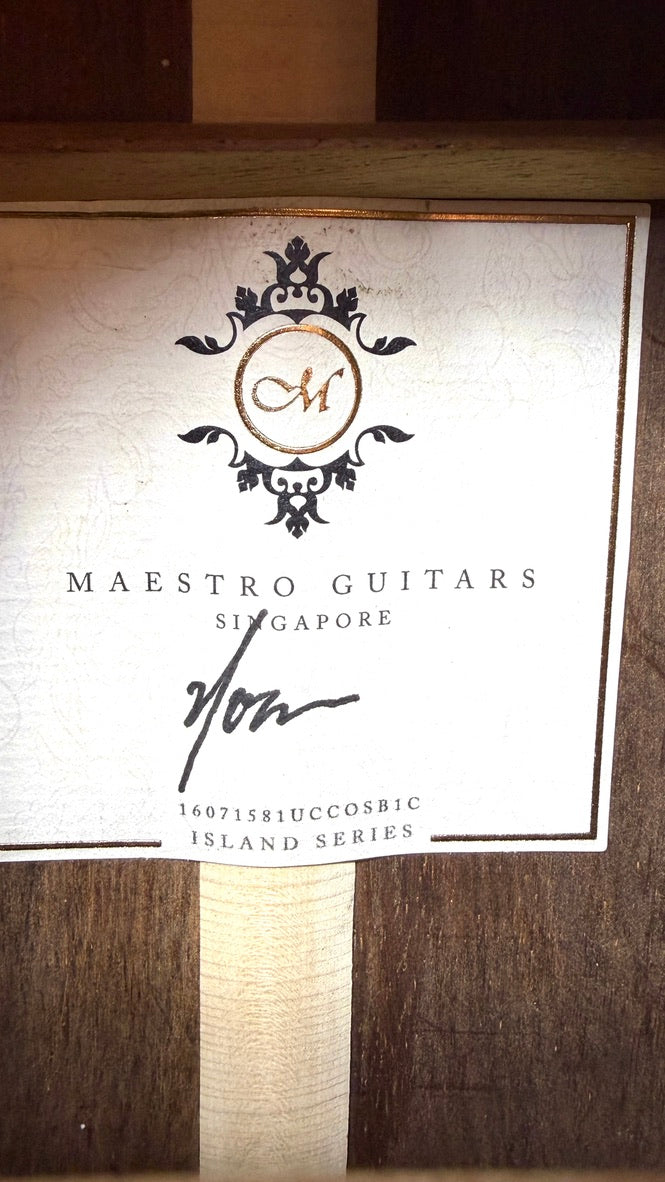 M
MAESTRO GUITARS
SINGAPORE
16071581UCCOSB1C
ISLAND SERIES